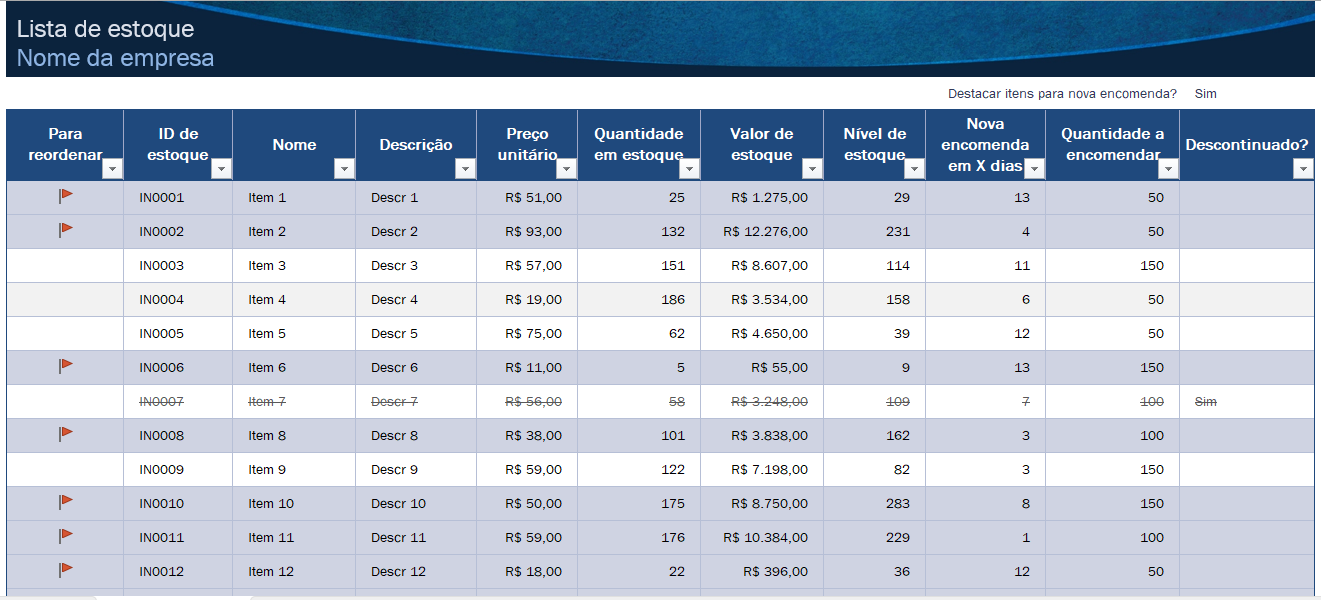 Lista de estoque
Nome da empresa
Destacar itens para nova encomenda? Sim
Para reordenar ID de estoque Nome Descrição Preço unitário Quantidade em estoque Valor de estoque Nível de estoque Nova encomenda em X dias Quantidade a encomendar Descontinuado?
IN0001 Item 1 Descr 1 R$ 51,00 25 R$ 1.275,00 29 13 50
IN0002 Item 2 Descr 2 R$ 93,00 132 R$ 12.276,00 231 4 50
IN0003 Item 3 Descr 3 R$ 57,00 151 R$ 8.607,00 114 11 150
IN0004 Item 4 Descr 4 R$ 19,00 186 R$ 3.534,00 158 6 50
IN0005 Item 5 Descr 5 R$ 75,00 62 R$ 4.650,00 39 12 50
IN0006 Item 6 Descr 6 R$ 11,00 5 R$ 55,00 9 13 150
IN0007 Item 7 Descr 7 R$ 56,00 58 R$ 3.248,00 109 7 100 Sim
IN0008 Item 8 Descr 8 R$ 38,00 101 R$ 3.838,00 162 3 100
IN0009 Item 9 Descr 9 R$ 59,00 122 R$ 7.198,00 82 3 150
IN0010 Item 10 Descr 10 R$ 50,00 175 R$ 8.750,00 283 8 150
IN0011 Item 11 Descr 11 R$ 59,00 176 R$ 10.384,00 229 1 100
IN0012 Item 12 Descr 12 R$ 18,00 22 R$ 396,00 36 12 50